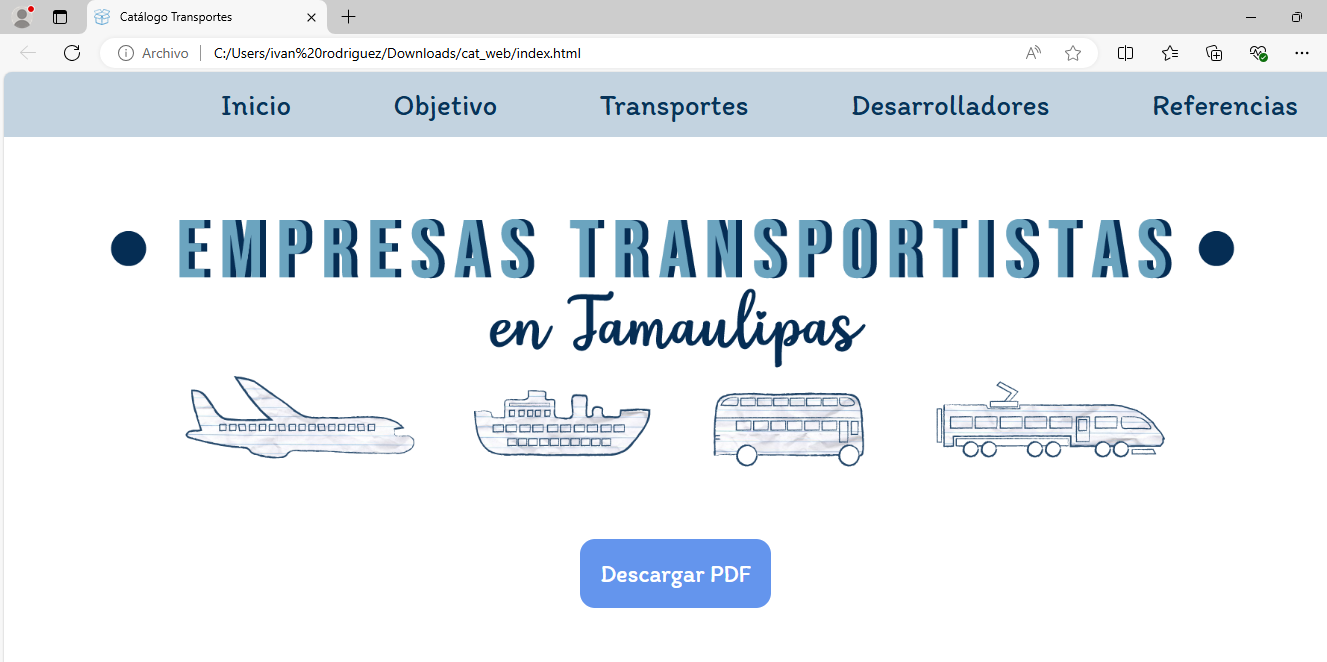 Catálogo Transportes
Archivo C:/Users/ivan%20rodriguez/Downloads/cat_web/index.html
Inicio Objetivo Transportes Desarrolladores Referencias
EMPRESAS TRANSPORTISTAS
en Tamaulipas
Descargar PDF